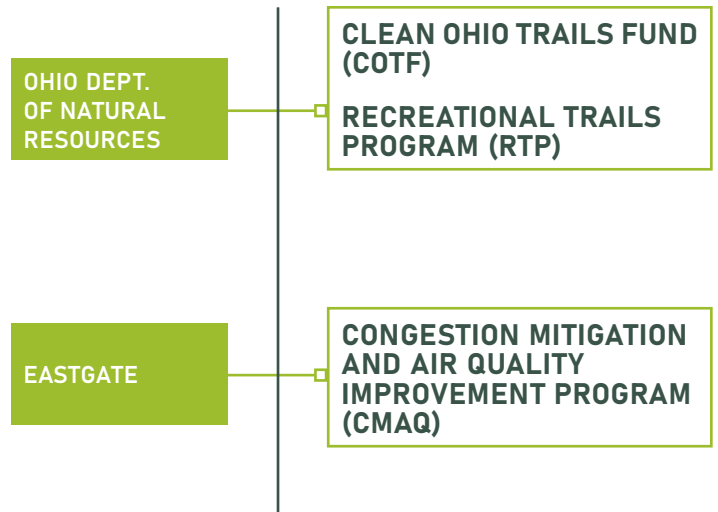 OHIO DEPT.
OF NATURAL
RESOURCES
CLEAN OHIO TRAILS FUND
(COTF)
RECREATIONAL TRAILS
PROGRAM (RTP)
EASTGATE
CONGESTION MITIGATION
AND AIR QUALITY
IMPROVEMENT PROGRAM
(CMAQ)